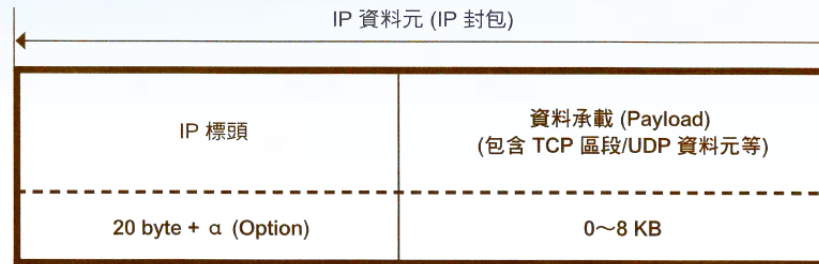 IP 資料元 (IP 封包)
IP 標頭
資料承載 (Payload)
(包含 TCP 區段/UDP 資料元等)
20 byte + α (Option)
0～8 KB